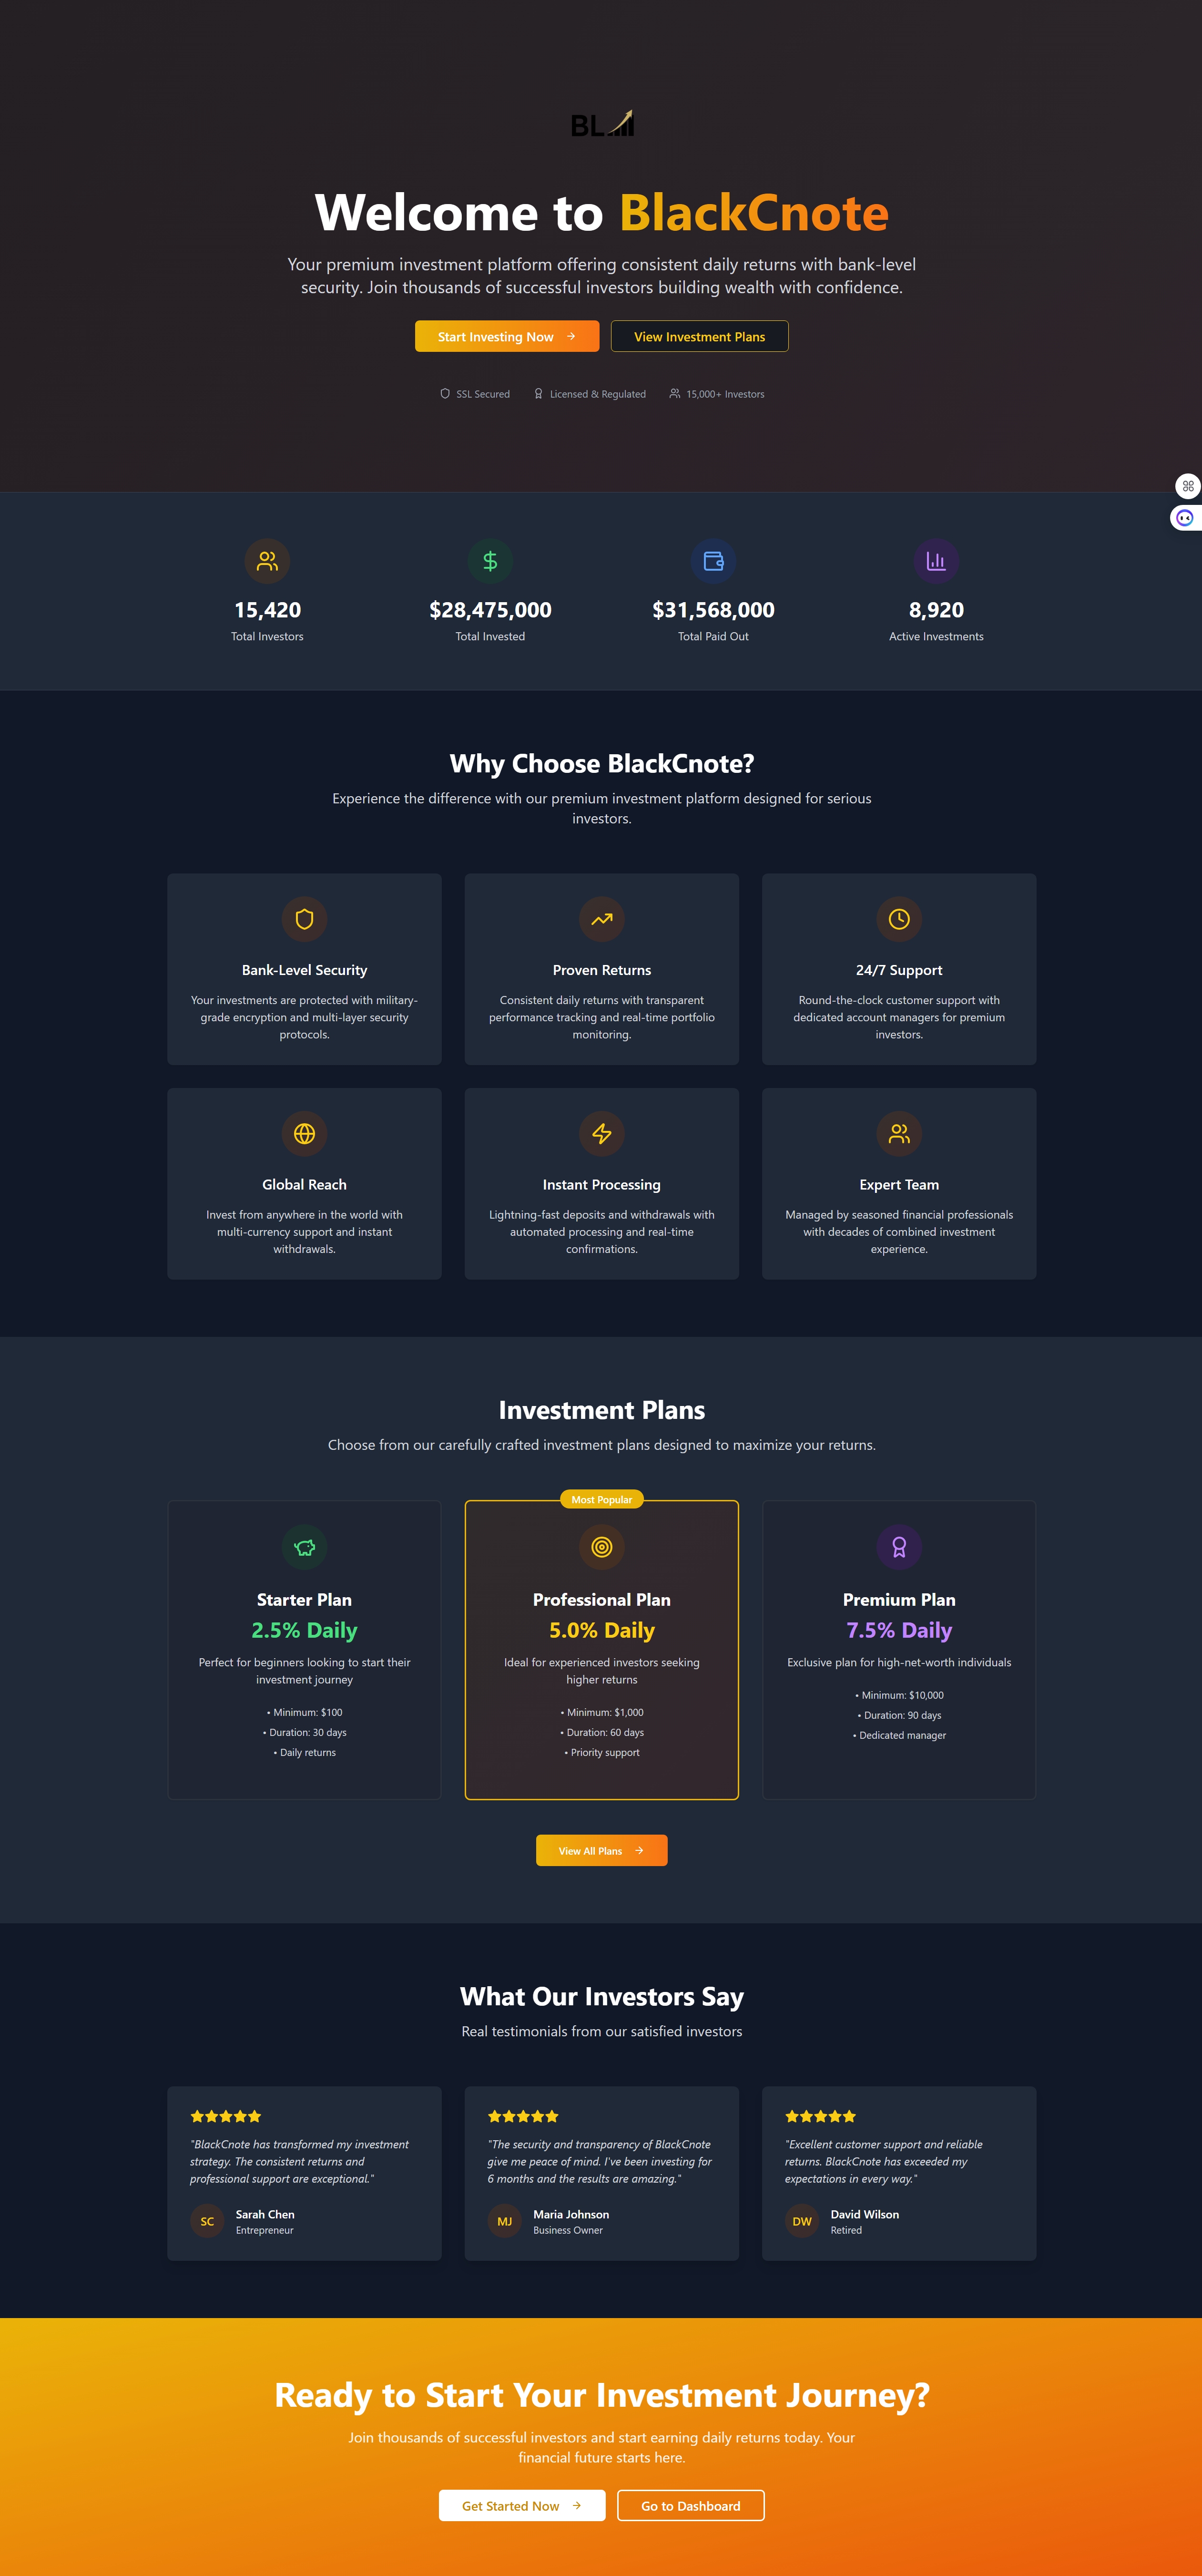 BL
Welcome to BlackCnote
Your premium investment platform offering consistent daily returns with bank-level
security. Join thousands of successful investors building wealth with confidence.
Start Investing Now
View Investment Plans
SSL Secured
Licensed & Regulated
15,000+ Investors
15,420
Total Investors
$28,475,000
Total Invested
$31,568,000
Total Paid Out
8,920
Active Investments
Why Choose BlackCnote?
Experience the difference with our premium investment platform designed for serious
investors.
Bank-Level Security
Your investments are protected with military-
grade encryption and multi-layer security
protocols.
Proven Returns
Consistent daily returns with transparent
performance tracking and real-time portfolio
monitoring.
24/7 Support
Round-the-clock customer support with
dedicated account managers for premium
investors.
Global Reach
Invest from anywhere in the world with
multi-currency support and instant
withdrawals.
Instant Processing
Lightning-fast deposits and withdrawals with
automated processing and real-time
confirmations.
Expert Team
Managed by seasoned financial professionals
with decades of combined investment
experience.
Investment Plans
Choose from our carefully crafted investment plans designed to maximize your returns.
Starter Plan
2.5% Daily
Perfect for beginners looking to start their
investment journey
• Minimum: $100
• Duration: 30 days
• Daily returns
Most Popular
Professional Plan
5.0% Daily
Ideal for experienced investors seeking
higher returns
• Minimum: $1,000
• Duration: 60 days
• Priority support
Premium Plan
7.5% Daily
Exclusive plan for high-net-worth individuals
• Minimum: $10,000
• Duration: 90 days
• Dedicated manager
View All Plans
What Our Investors Say
Real testimonials from our satisfied investors
"BlackCnote has transformed my investment
strategy. The consistent returns and
professional support are exceptional."
SC
Sarah Chen
Entrepreneur
"The security and transparency of BlackCnote
give me peace of mind. I've been investing for
6 months and the results are amazing."
MJ
Maria Johnson
Business Owner
"Excellent customer support and reliable
returns. BlackCnote has exceeded my
expectations in every way."
DW
David Wilson
Retired
Ready to Start Your Investment Journey?
Join thousands of successful investors and start earning daily returns today. Your
financial future starts here.
Get Started Now
Go to Dashboard